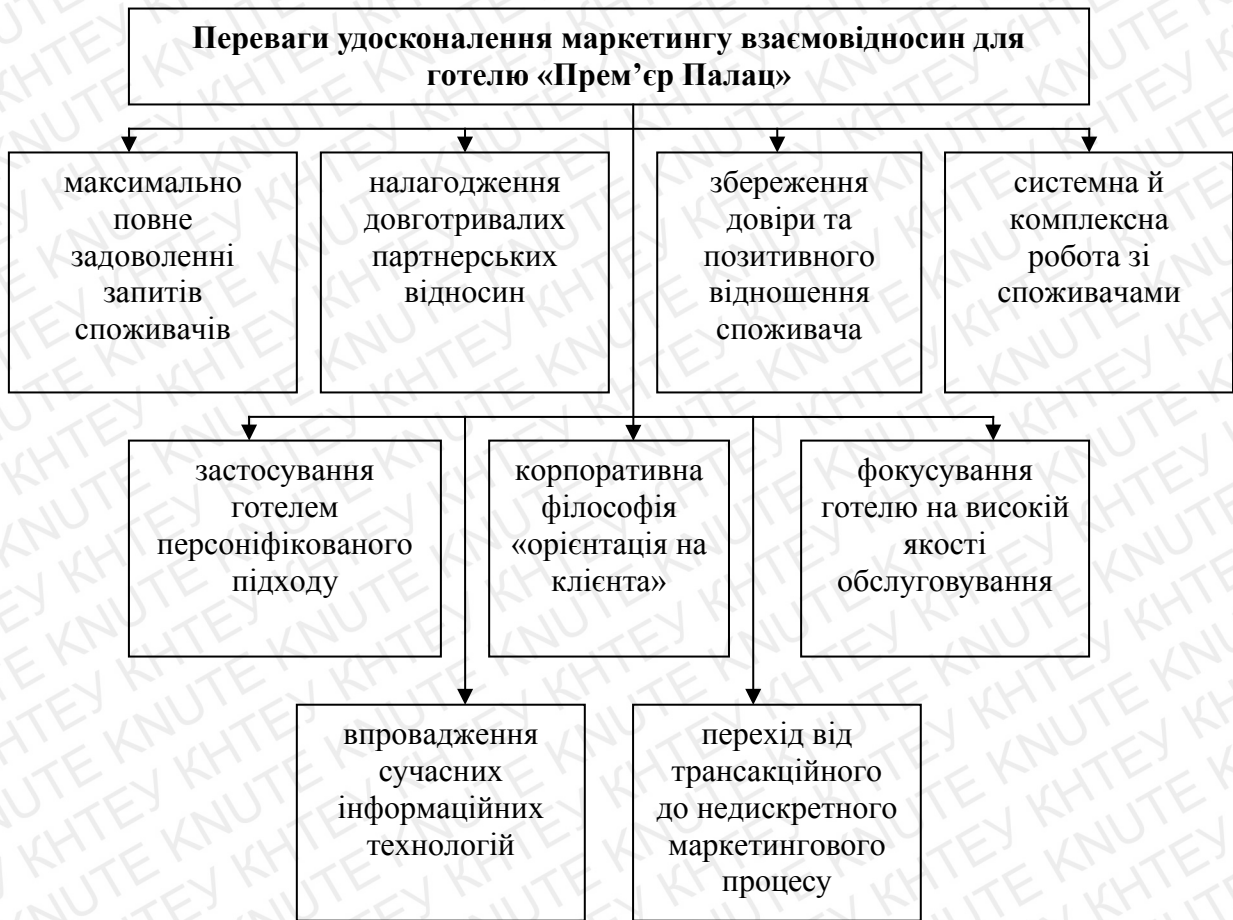 Переваги удосконалення маркетингу взаємовідносин для
готелю «Прем’єр Палац»
максимально
повне
задоволенні
запитів
споживачів
налагодження
довготривалих
партнерських
відносин
збереження
довіри та
позитивного
відношення
споживача
системна й
комплексна
робота зі
споживачами
застосування
готелем
персоніфікованого
підходу
корпоративна
філософія
«орієнтація на
клієнта»
фокусування
готелю на високій
якості
обслуговування
впровадження
сучасних
інформаційних
технологій
перехід від
трансакційного
до недискретного
маркетингового
процесу